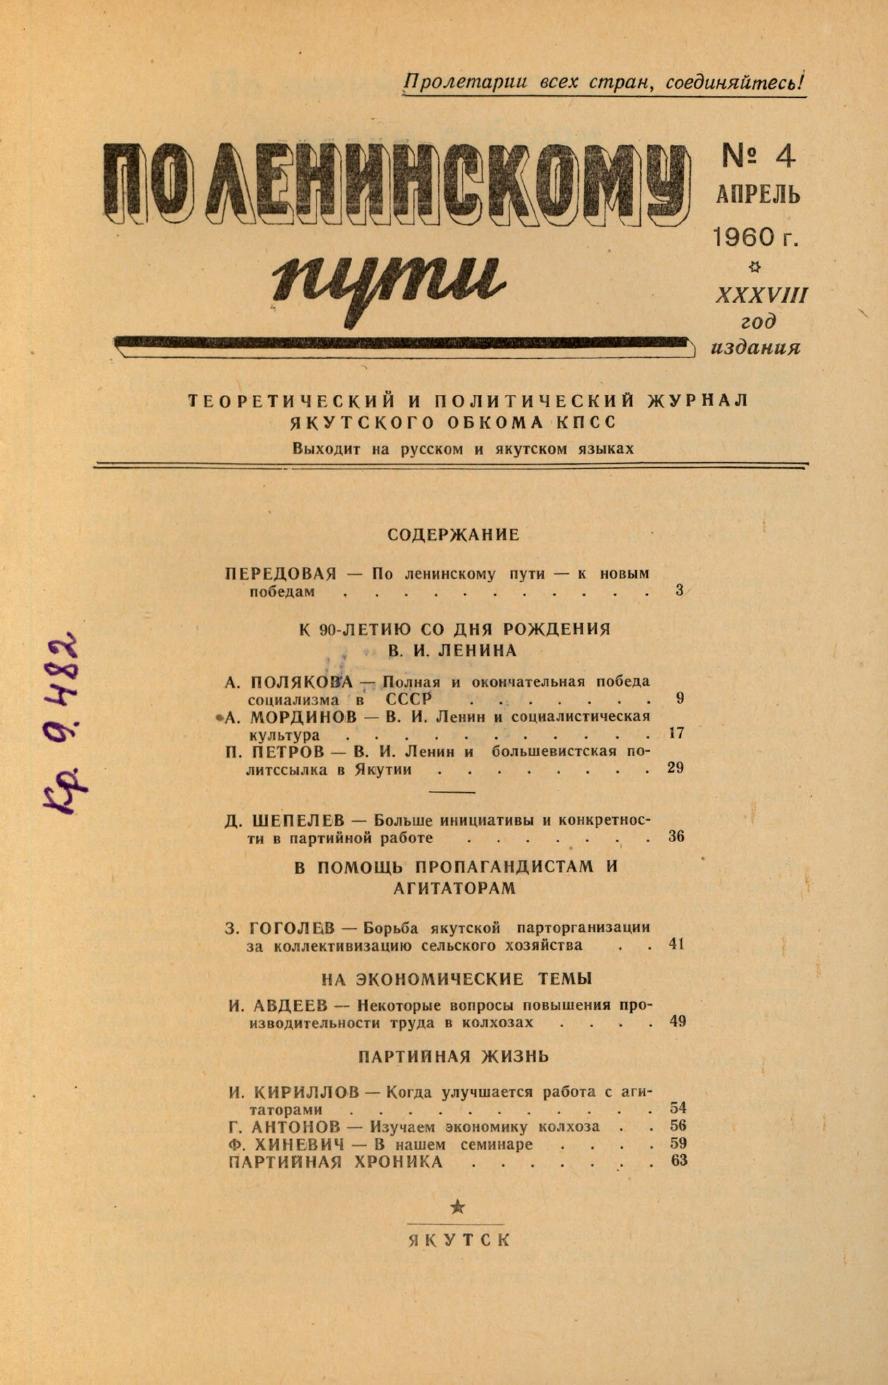 Пролетарии всех стран, соединяйтесь!
ПО ЛЕНИНСКОМУ
пути
№ 4
АПРЕЛЬ
1960 г.
XXXVIII
год
издания
ТЕОРЕТИЧЕСКИЙ И ПОЛИТИЧЕСКИЙ ЖУРНАЛ
ЯКУТСКОГО ОБКОМА КПСС
Выходит на русском и якутском языках
СОДЕРЖАНИЕ
ПЕРЕДОВАЯ — По ленинскому пути — к новым
победам . . . . . . . . . . . 3
К 90-ЛЕТИЮ СО ДНЯ РОЖДЕНИЯ
В. И. ЛЕНИНА
А. ПОЛЯКОВА — Полная и окончательная победа
социализма в СССР . . . . . . . 9
А. МОРДИНОВ — В. И. Ленин и социалистическая
культура . . . . . . . . . . . 17
П. ПЕТРОВ — В. И. Ленин и большевистская по-
литссылка в Якутии . . . . . . . . 29
Д. ШЕПЕЛЕВ — Больше инициативы и конкретнос-
ти в партийной работе . . . . . . . 36
В ПОМОЩЬ ПРОПАГАНДИСТАМ И
АГИТАТОРАМ
З. ГОГОЛЕВ — Борьба якутской парторганизации
за коллективизацию сельского хозяйства . . 41
НА ЭКОНОМИЧЕСКИЕ ТЕМЫ
И. АВДЕЕВ — Некоторые вопросы повышения про-
изводительности труда в колхозах . . . . 49
ПАРТИЙНАЯ ЖИЗНЬ
И. КИРИЛЛОВ — Когда улучшается работа с аги-
таторами . . . . . . . . . . . 54
Г. АНТОНОВ — Изучаем экономику колхоза . . 56
Ф. ХИНЕВИЧ — В нашем семинаре . . . . 59
ПАРТИЙНАЯ ХРОНИКА . . . . . . . 63
ЯКУТСК
кр. 9.482